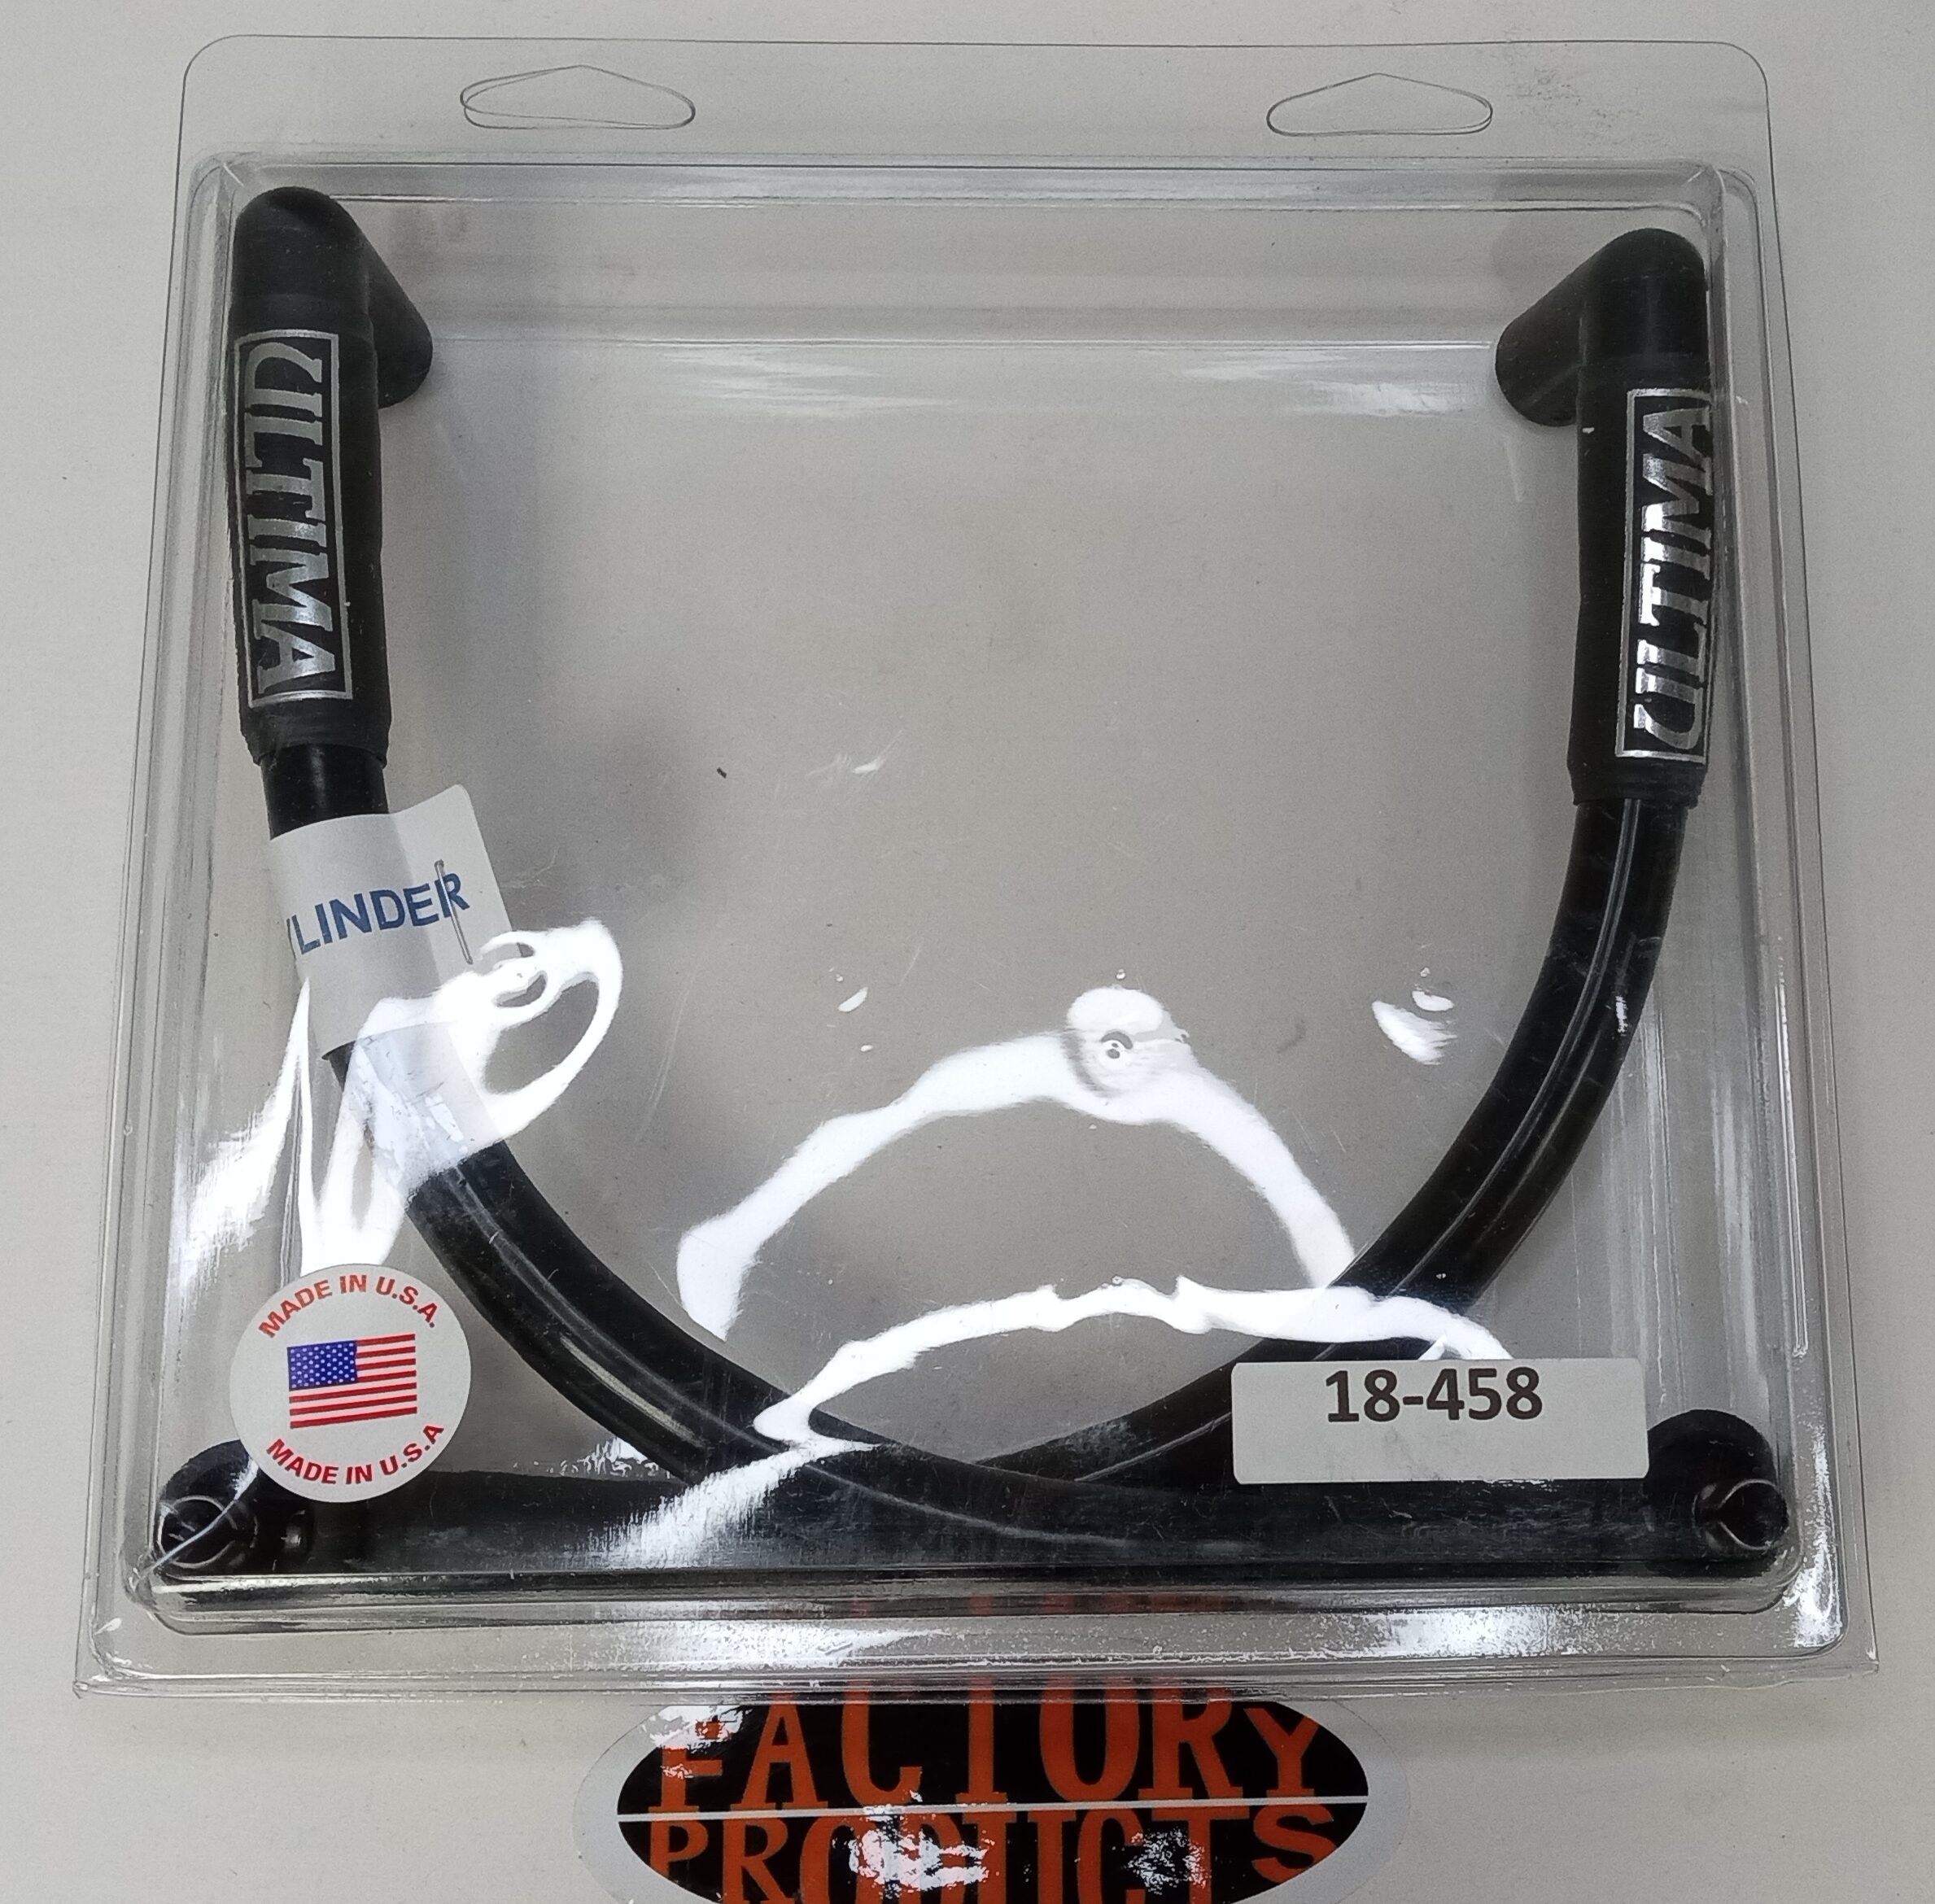 ULTIMA
ULTIMA
YLINDER
MADE IN U.S.A.
MADE IN U.S.A
18-458
FACTORY
PRODUCTS